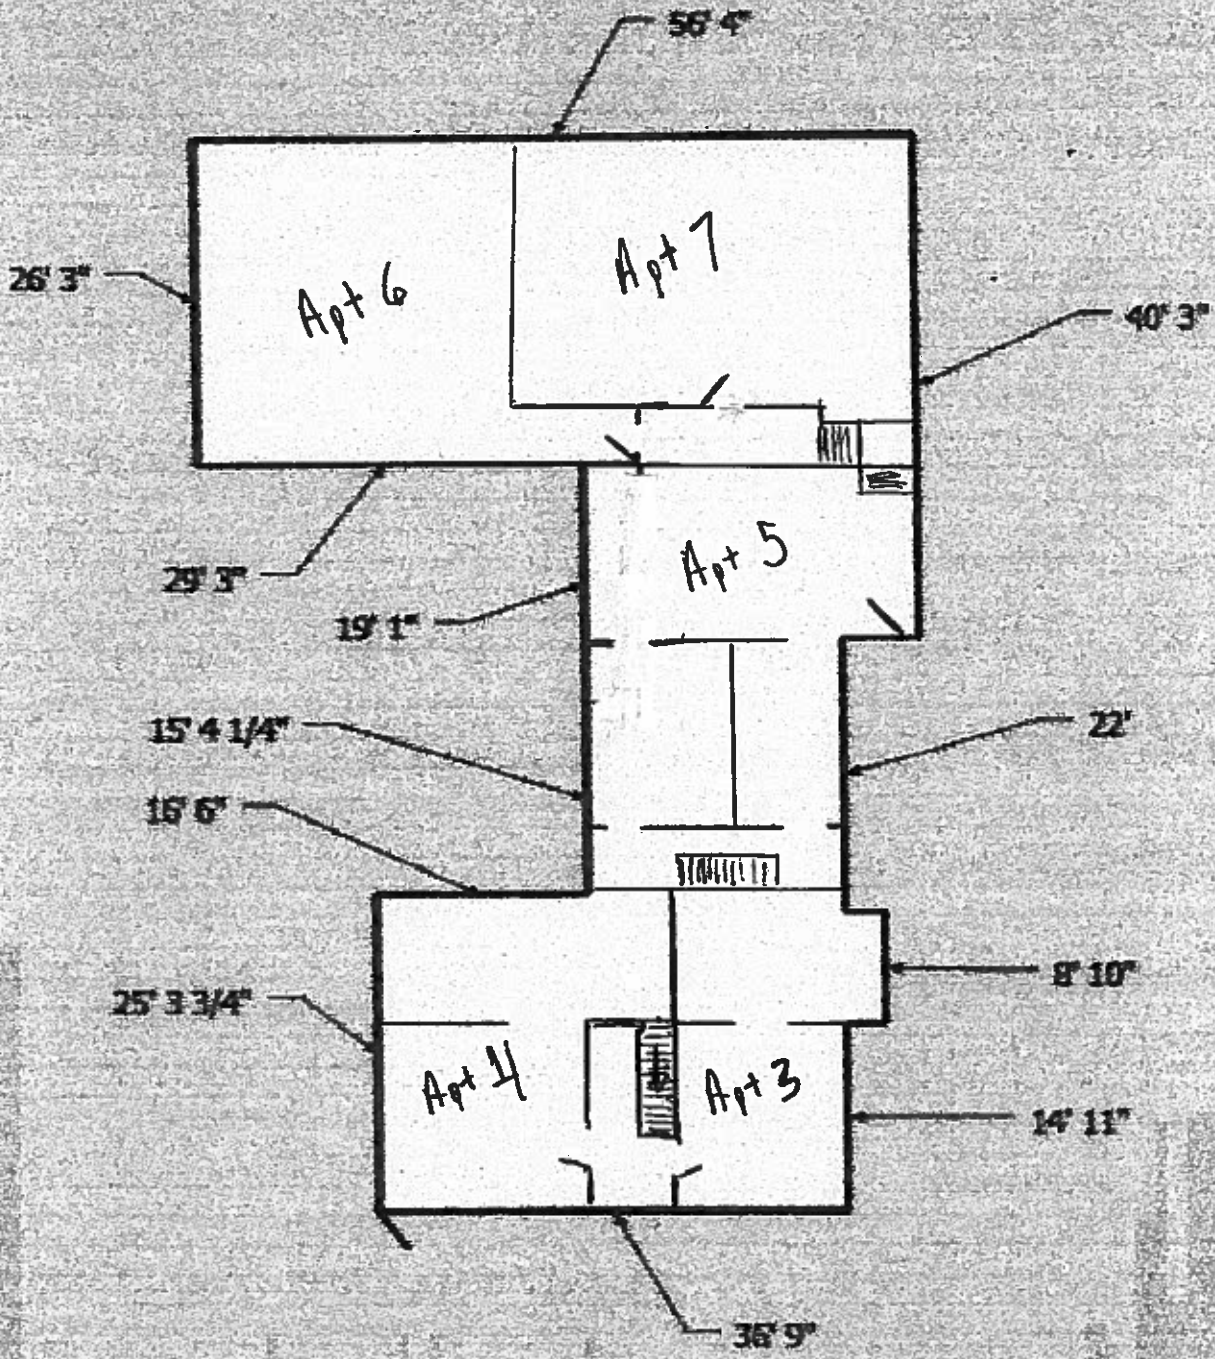 56' 4"
26' 3"
Apt 6
Apt 7
40' 3"
29' 3"
19' 1"
Apt 5
15' 4 1/4"
22'
16' 6"
25' 3 3/4"
8' 10"
Apt 4
Apt 3
14' 11"
36' 9"